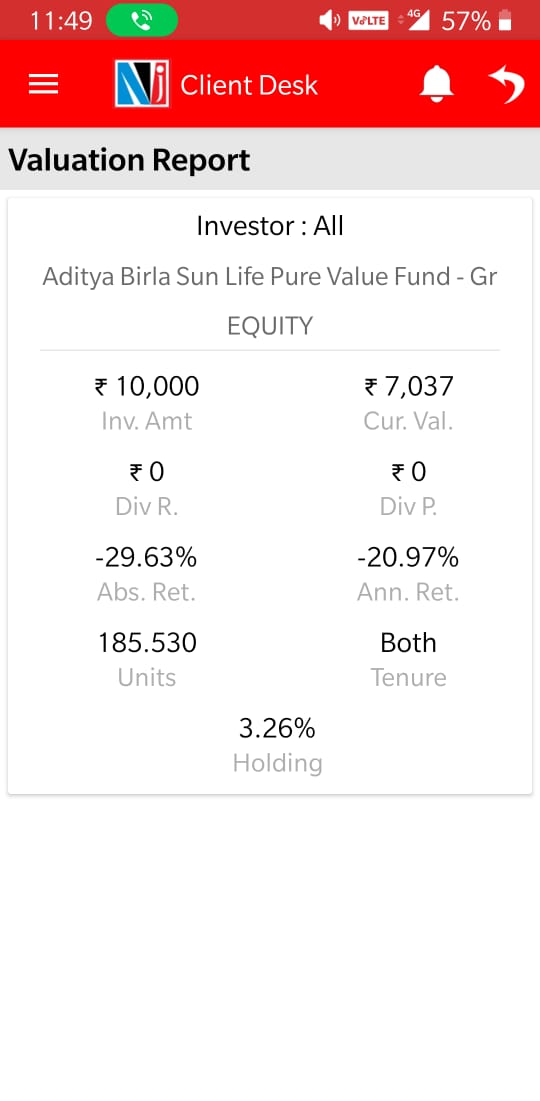 11:49 VoLTE 4G 57%
NJ Client Desk
Valuation Report
Investor : All
Aditya Birla Sun Life Pure Value Fund - Gr
EQUITY
₹ 10,000 ₹ 7,037
Inv. Amt Cur. Val.
₹ 0 ₹ 0
Div R. Div P.
-29.63% -20.97%
Abs. Ret. Ann. Ret.
185.530 Both
Units Tenure
3.26%
Holding